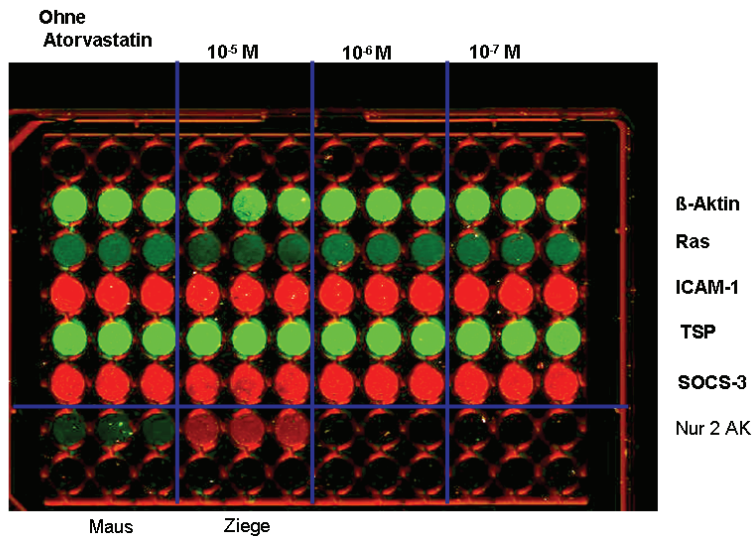 Ohne
Atorvastatin
10-5 M
10-6 M
10-7 M
ß-Aktin
Ras
ICAM-1
TSP
SOCS-3
Nur 2 AK
Maus
Ziege